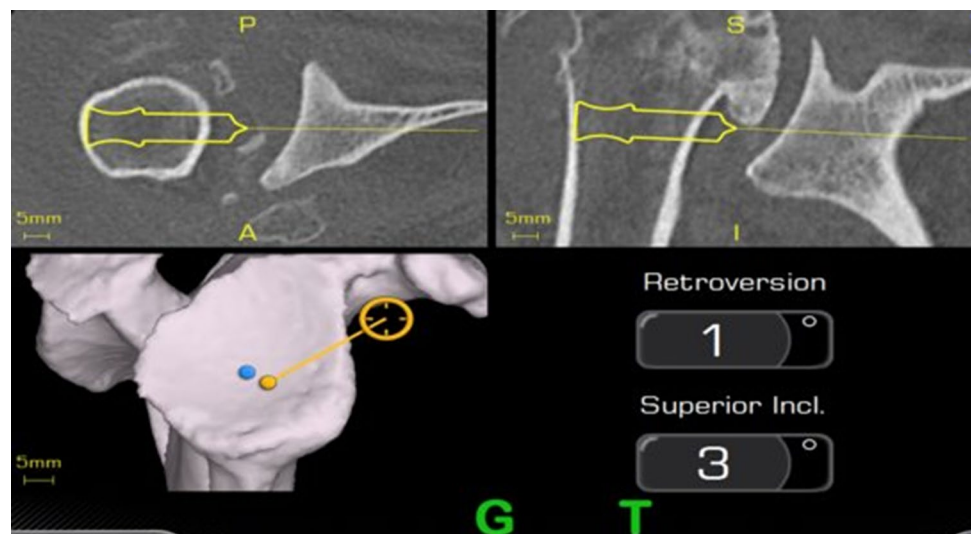 P
S
5mm
5mm
A
I
Retroversion
1 °
Superior Incl.
5mm
3 °
G T